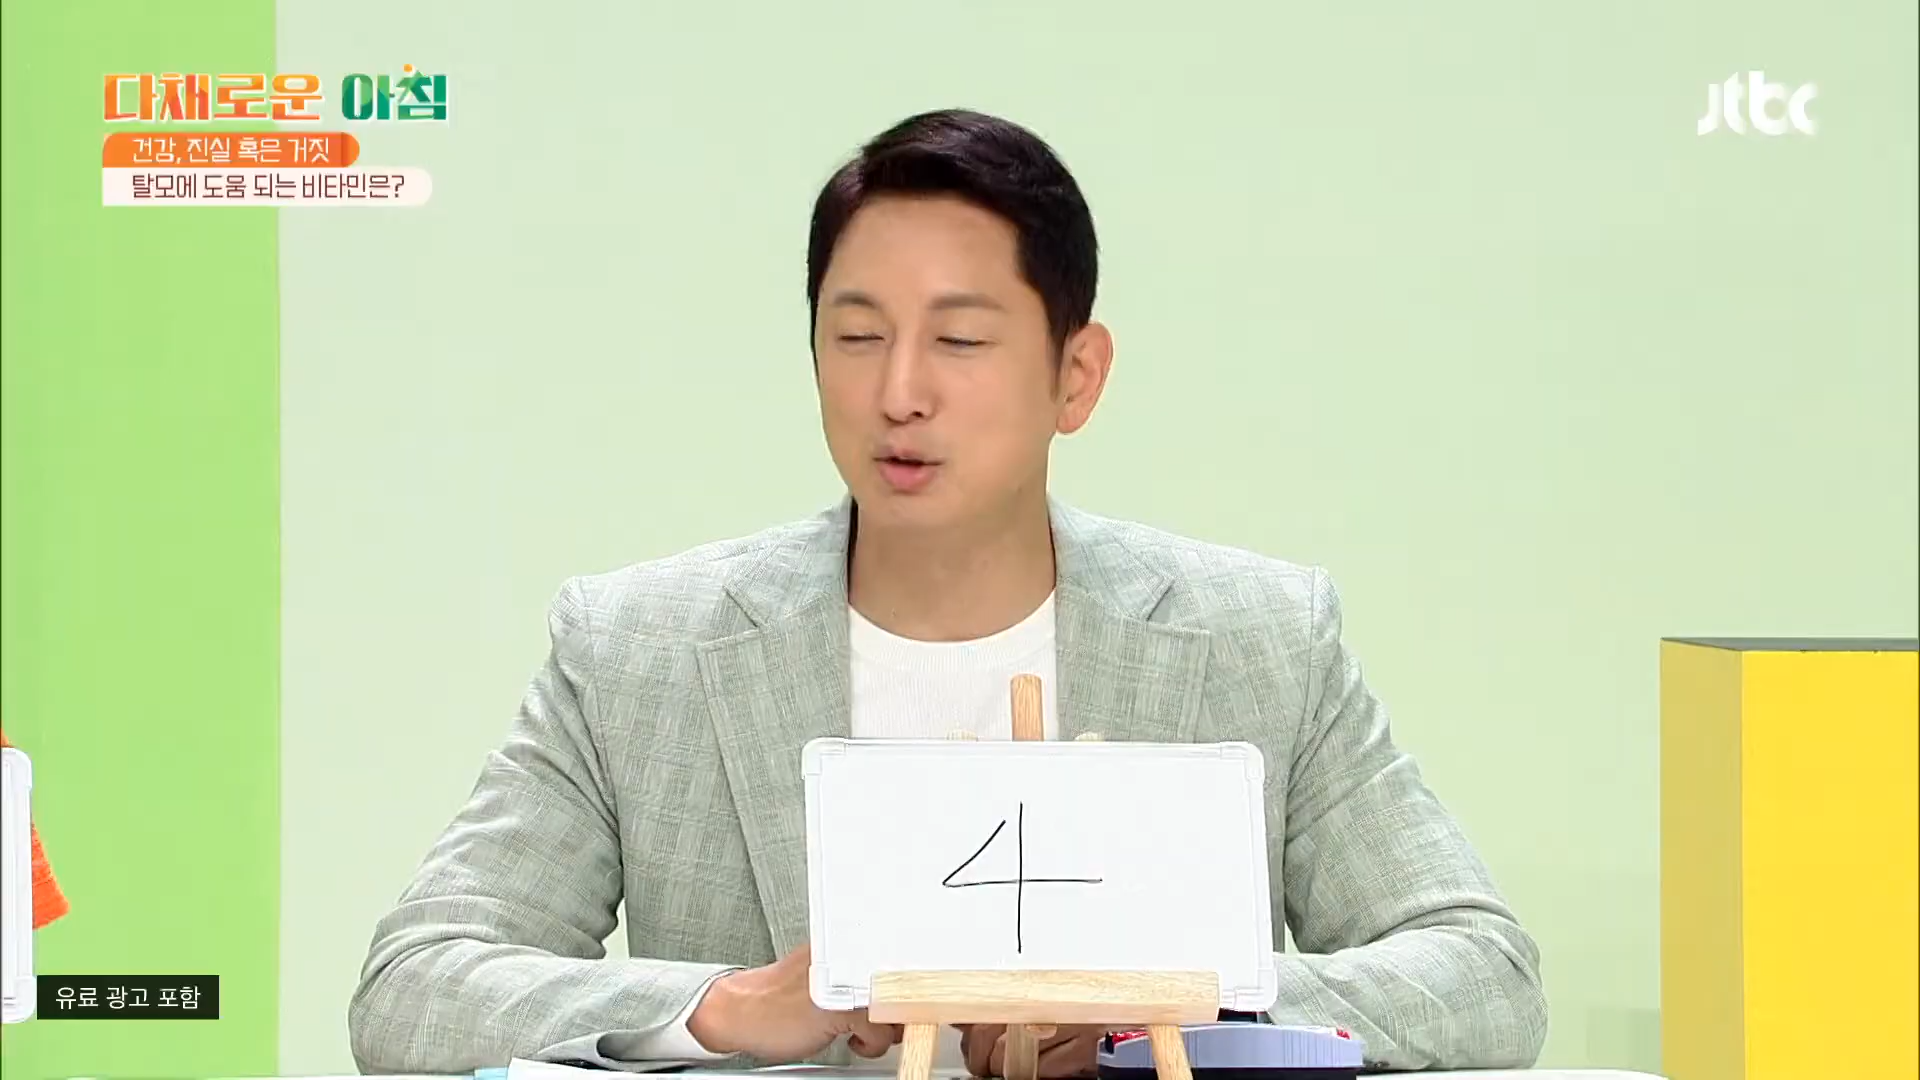 다채로운 아침
jtbc
건강, 진실 혹은 거짓
탈모에 도움 되는 비타민은?
4
유료 광고 포함